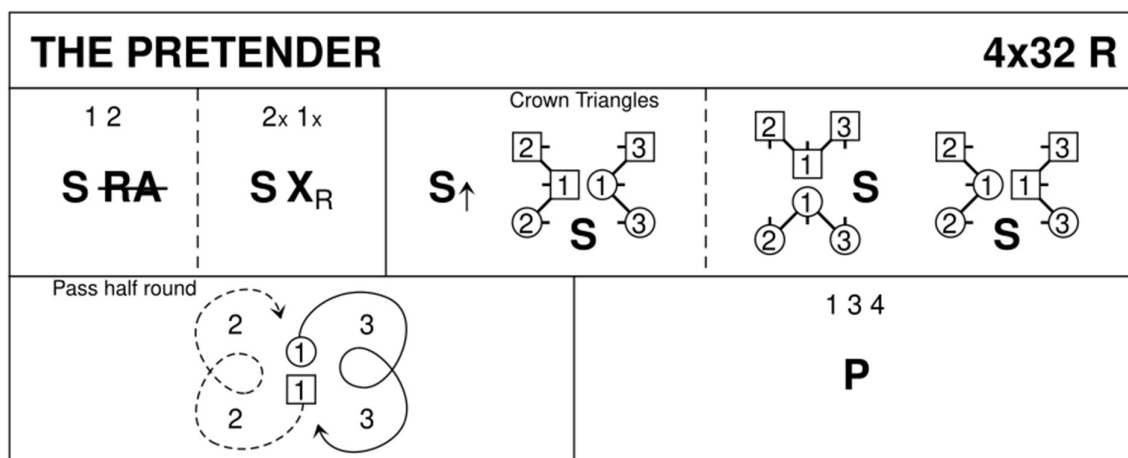 THE PRETENDER 4x32 R
1 2
S RA
2x 1x
S XR
Crown Triangles
S↑
2 3
1 1
2 3
S
2 3
1
1
2 3
S
2 3
1 1
2 3
S
Pass half round
2 3
1
1
2 3
1 3 4
P